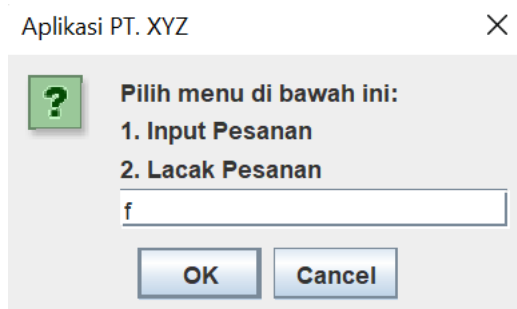 Aplikasi PT. XYZ
Pilih menu di bawah ini:
1. Input Pesanan
2. Lacak Pesanan
f
OK Cancel